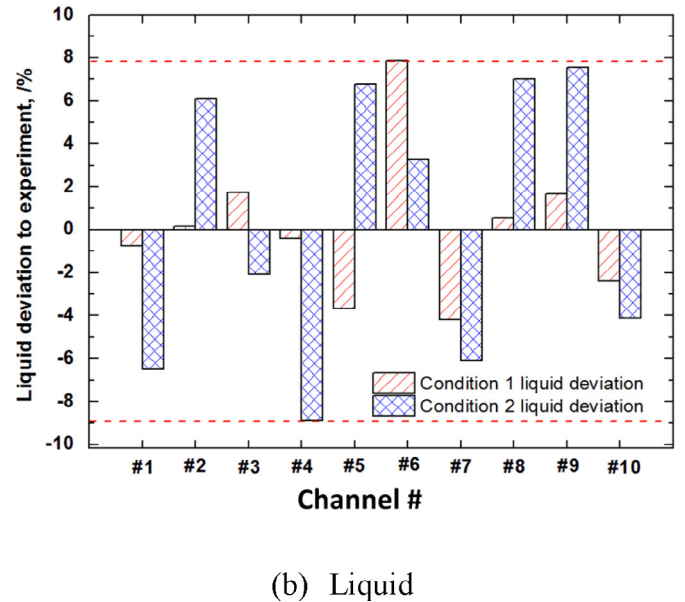 Liquid deviation to experiment, /%
10
8
6
4
2
0
-2
-4
-6
-8
-10
Condition 1 liquid deviation
Condition 2 liquid deviation
#1 #2 #3 #4 #5 #6 #7 #8 #9 #10
Channel #
(b) Liquid